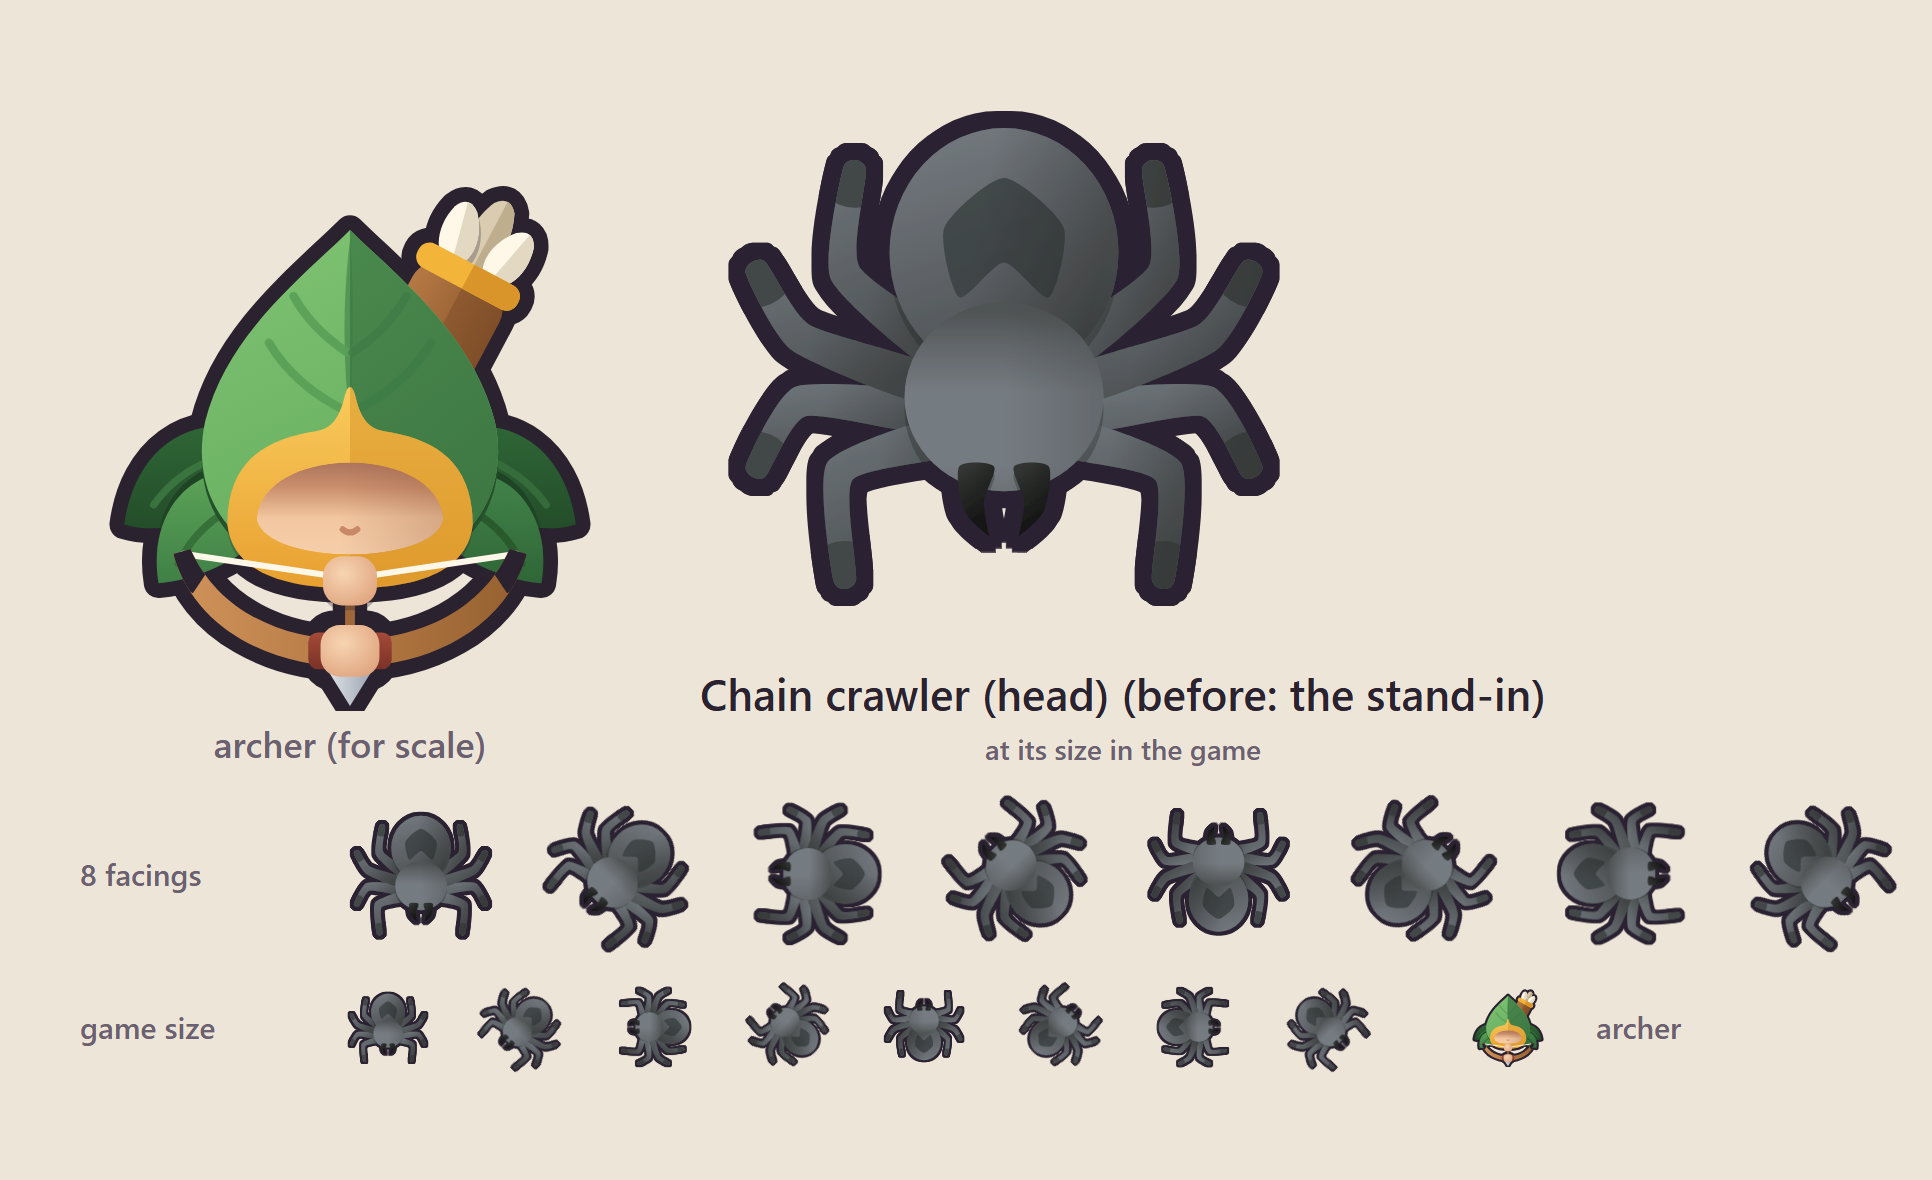 archer (for scale)
Chain crawler (head) (before: the stand-in)
at its size in the game
8 facings
game size
archer